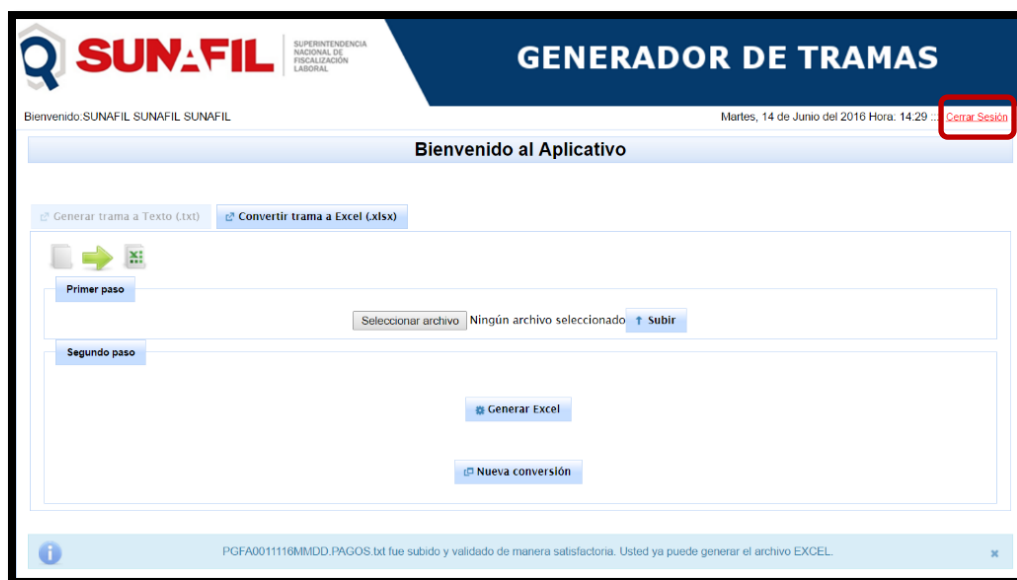 SUNAFIL
SUPERINTENDENCIA
NACIONAL DE
FISCALIZACIÓN
LABORAL
GENERADOR DE TRAMAS
Bienvenido:SUNAFIL SUNAFIL SUNAFIL
Martes, 14 de Junio del 2016 Hora: 14:29 :: Cerrar Sesión
Bienvenido al Aplicativo
Generar trama a Texto (.txt)
Convertir trama a Excel (.xlsx)
Primer paso
Seleccionar archivo Ningún archivo seleccionado Subir
Segundo paso
Generar Excel
Nueva conversión
PGFA0011116MMDD.PAGOS.txt fue subido y validado de manera satisfactoria. Usted ya puede generar el archivo EXCEL.